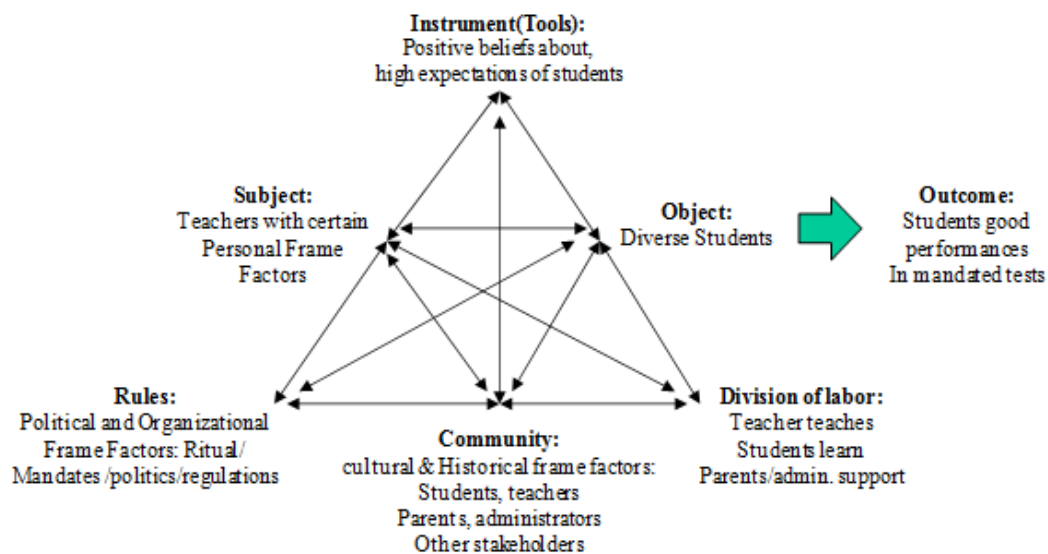 Instrument(Tools):
Positive beliefs about,
high expectations of students
Subject:
Teachers with certain
Personal Frame
Factors
Object:
Diverse Students
Outcome:
Students good
performances
In mandated tests
Rules:
Political and Organizational
Frame Factors: Ritual/
Mandates /politics/regulations
Community:
cultural & Historical frame factors:
Students, teachers
Parents, administrators
Other stakeholders
Division of labor:
Teacher teaches
Students learn
Parents/admin. support